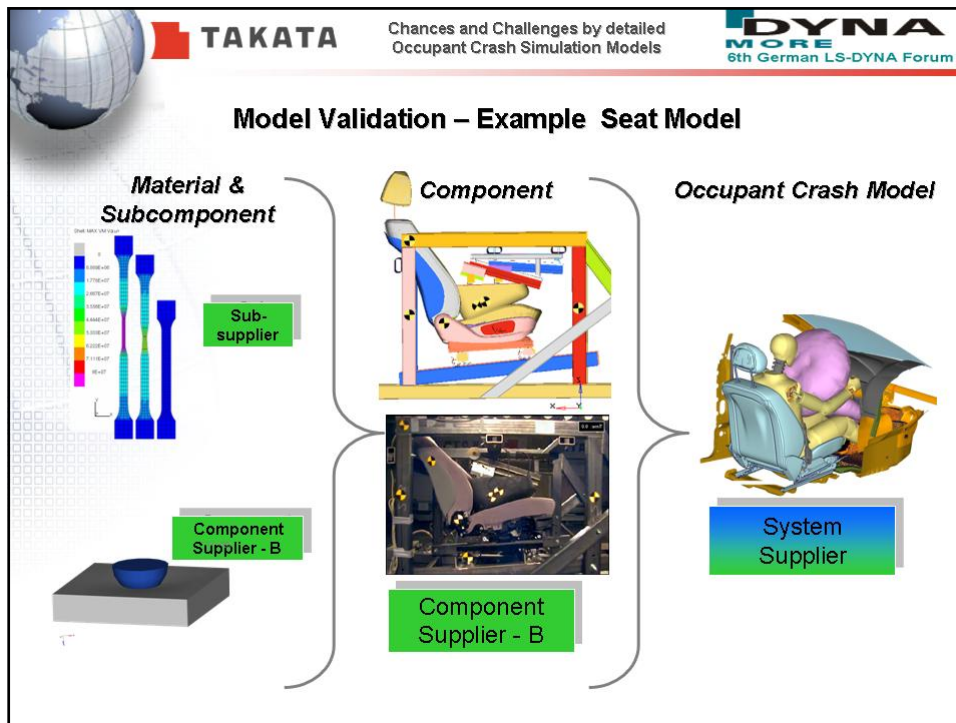 TAKATA
Chances and Challenges by detailed
Occupant Crash Simulation Models
DYNA
MORE
6th German LS-DYNA Forum
Model Validation – Example Seat Model
Material &
Subcomponent
Component
Occupant Crash Model
Sub-
supplier
Component
Supplier - B
Component
Supplier - B
System
Supplier